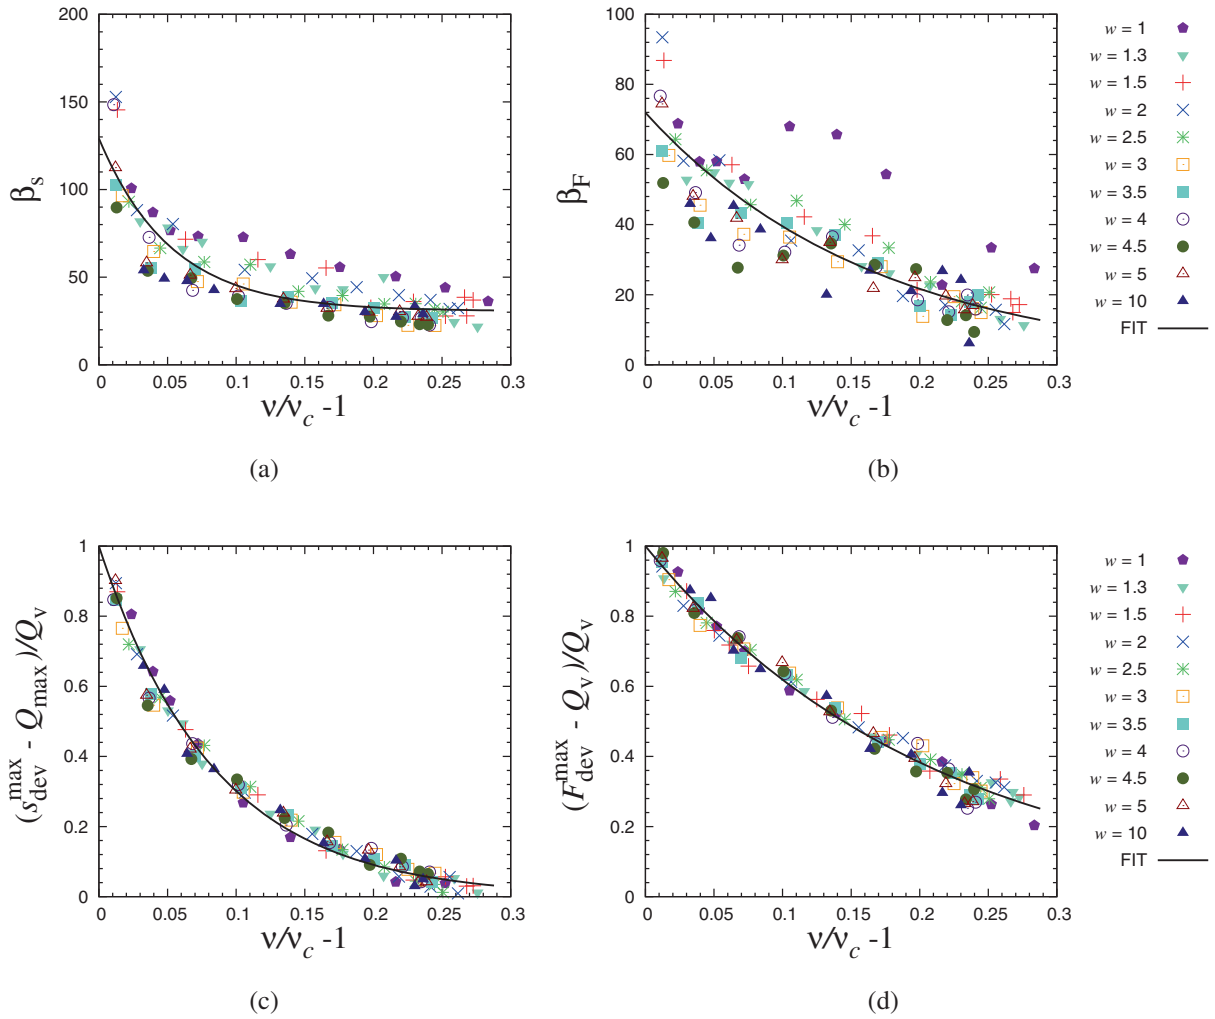 200
150
100
50
0
β_s
0 0.05 0.1 0.15 0.2 0.25 0.3
ν/ν_c -1
(a)
100
80
60
40
20
0
β_F
0 0.05 0.1 0.15 0.2 0.25 0.3
ν/ν_c -1
(b)
w = 1
w = 1.3
w = 1.5
w = 2
w = 2.5
w = 3
w = 3.5
w = 4
w = 4.5
w = 5
w = 10
FIT
1
0.8
0.6
0.4
0.2
0
(s_dev^max - Q_max)/Q_v
0 0.05 0.1 0.15 0.2 0.25 0.3
ν/ν_c -1
(c)
1
0.8
0.6
0.4
0.2
0
(F_dev^max - Q_v)/Q_v
0 0.05 0.1 0.15 0.2 0.25 0.3
ν/ν_c -1
(d)
w = 1
w = 1.3
w = 1.5
w = 2
w = 2.5
w = 3
w = 3.5
w = 4
w = 4.5
w = 5
w = 10
FIT